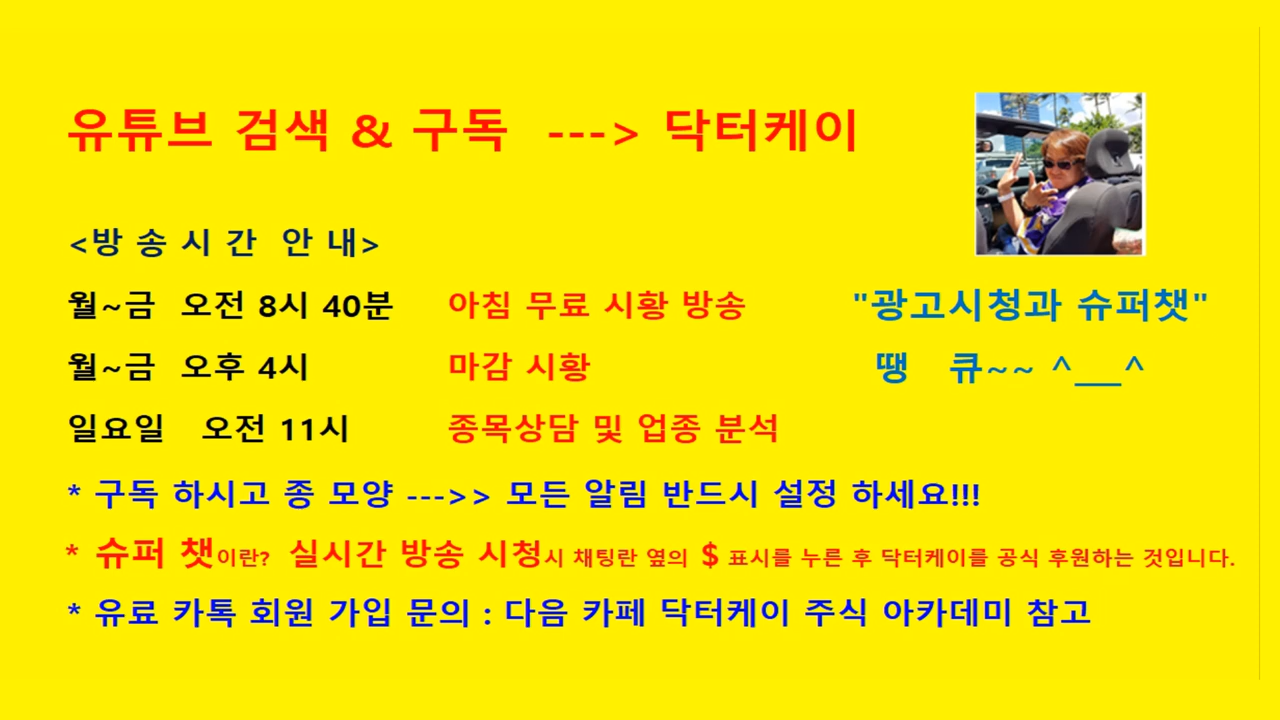 유튜브 검색 & 구독 ---> 닥터케이
<방 송 시 간 안 내>
월~금 오전 8시 40분 아침 무료 시황 방송
"광고시청과 슈퍼챗"
월~금 오후 4시 마감 시황
땡 큐~~ ^__^
일요일 오전 11시 종목상담 및 업종 분석
* 구독 하시고 종 모양 --->> 모든 알림 반드시 설정 하세요!!!
* 슈퍼 챗이란? 실시간 방송 시청시 채팅란 옆의 $ 표시를 누른 후 닥터케이를 공식 후원하는 것입니다.
* 유료 카톡 회원 가입 문의 : 다음 카페 닥터케이 주식 아카데미 참고